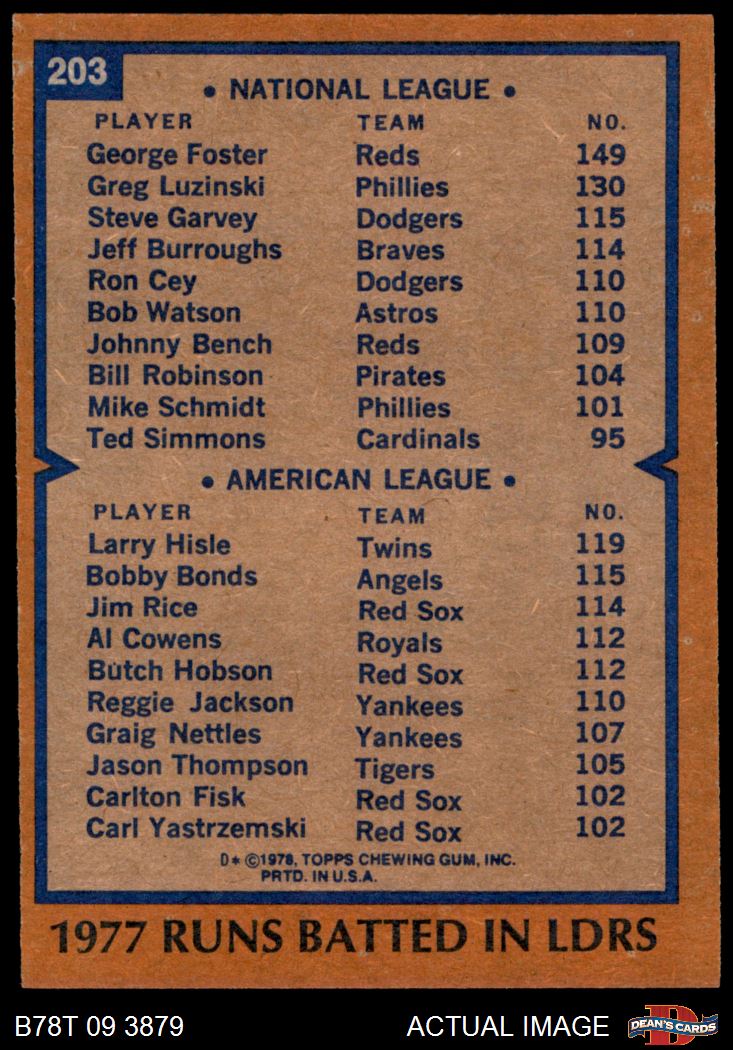 203
• NATIONAL LEAGUE •
PLAYER TEAM NO.
George Foster Reds 149
Greg Luzinski Phillies 130
Steve Garvey Dodgers 115
Jeff Burroughs Braves 114
Ron Cey Dodgers 110
Bob Watson Astros 110
Johnny Bench Reds 109
Bill Robinson Pirates 104
Mike Schmidt Phillies 101
Ted Simmons Cardinals 95
• AMERICAN LEAGUE •
PLAYER TEAM NO.
Larry Hisle Twins 119
Bobby Bonds Angels 115
Jim Rice Red Sox 114
Al Cowens Royals 112
Butch Hobson Red Sox 112
Reggie Jackson Yankees 110
Graig Nettles Yankees 107
Jason Thompson Tigers 105
Carlton Fisk Red Sox 102
Carl Yastrzemski Red Sox 102
D* ©1978, TOPPS CHEWING GUM, INC.
PRTD. IN U.S.A.
1977 RUNS BATTED IN LDRS
B78T 09 3879 ACTUAL IMAGE D DEAN'S CARDS